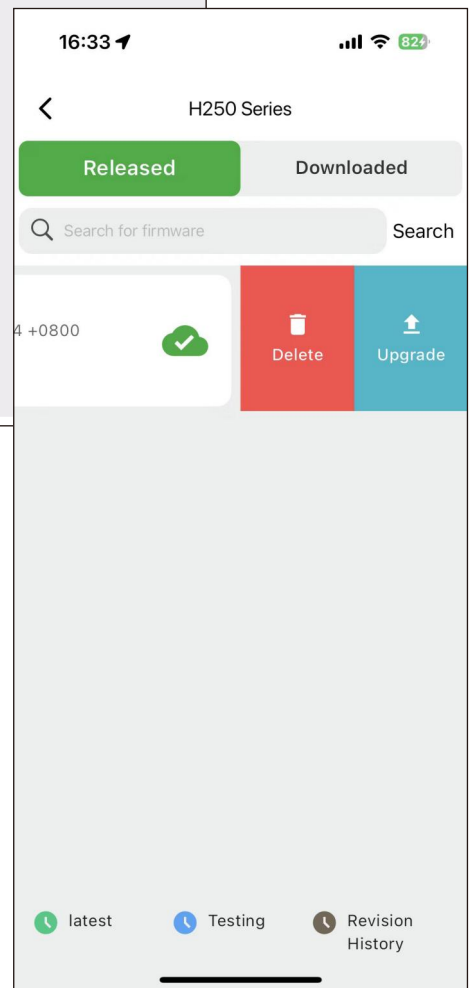 16:33
82
H250 Series
Released
Downloaded
Search for firmware
Search
4 +0800
Delete
Upgrade
latest
Testing
Revision
History